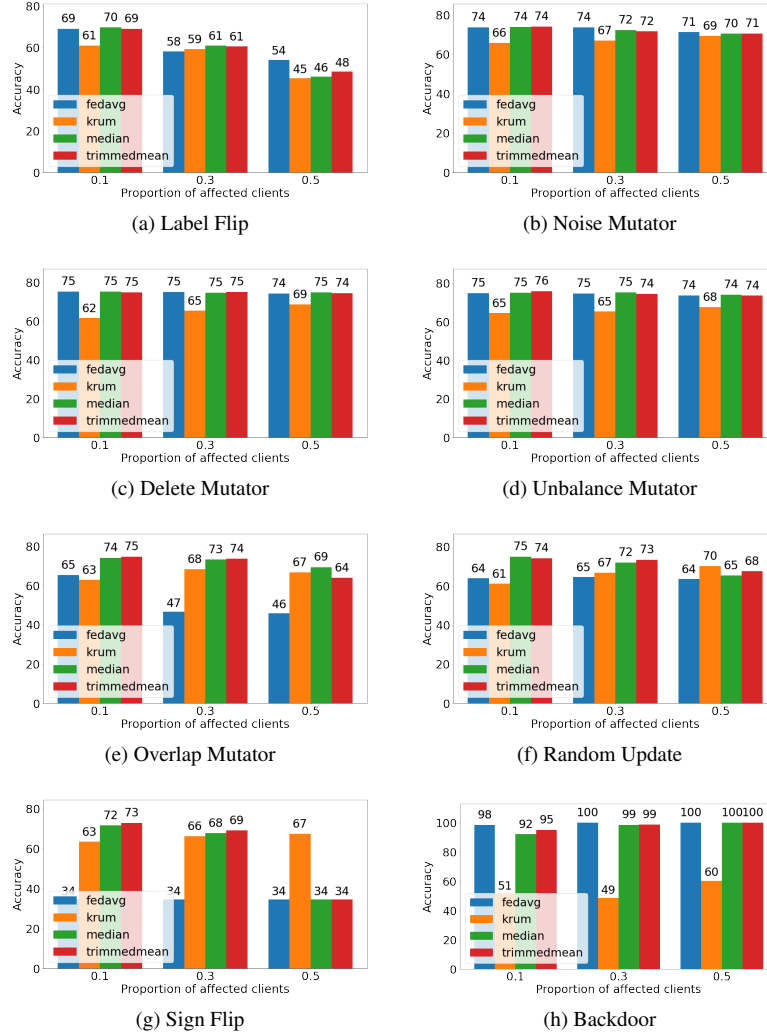 69 61 70 69 58 59 61 61 54 45 46 48
80
60
40
20
0
Accuracy
fedavg
krum
median
trimmedmean
0.1 0.3 0.5
Proportion of affected clients
(a) Label Flip
74 66 74 74 74 67 72 72 71 69 70 71
80
60
40
20
0
Accuracy
fedavg
krum
median
trimmedmean
0.1 0.3 0.5
Proportion of affected clients
(b) Noise Mutator
75 62 75 75 75 65 75 75 74 69 75 74
80
60
40
20
0
Accuracy
fedavg
krum
median
trimmedmean
0.1 0.3 0.5
Proportion of affected clients
(c) Delete Mutator
75 65 75 76 75 65 75 74 74 68 74 74
80
60
40
20
0
Accuracy
fedavg
krum
median
trimmedmean
0.1 0.3 0.5
Proportion of affected clients
(d) Unbalance Mutator
65 63 74 75 47 68 73 74 46 67 69 64
80
60
40
20
0
Accuracy
fedavg
krum
median
trimmedmean
0.1 0.3 0.5
Proportion of affected clients
(e) Overlap Mutator
64 61 75 74 65 67 72 73 64 70 65 68
80
60
40
20
0
Accuracy
fedavg
krum
median
trimmedmean
0.1 0.3 0.5
Proportion of affected clients
(f) Random Update
34 63 72 73 34 66 68 69 34 67 34 34
80
60
40
20
0
Accuracy
fedavg
krum
median
trimmedmean
0.1 0.3 0.5
Proportion of affected clients
(g) Sign Flip
98 51 92 95 100 49 99 99 100 60 100 100
100
80
60
40
20
0
Accuracy
fedavg
krum
median
trimmedmean
0.1 0.3 0.5
Proportion of affected clients
(h) Backdoor